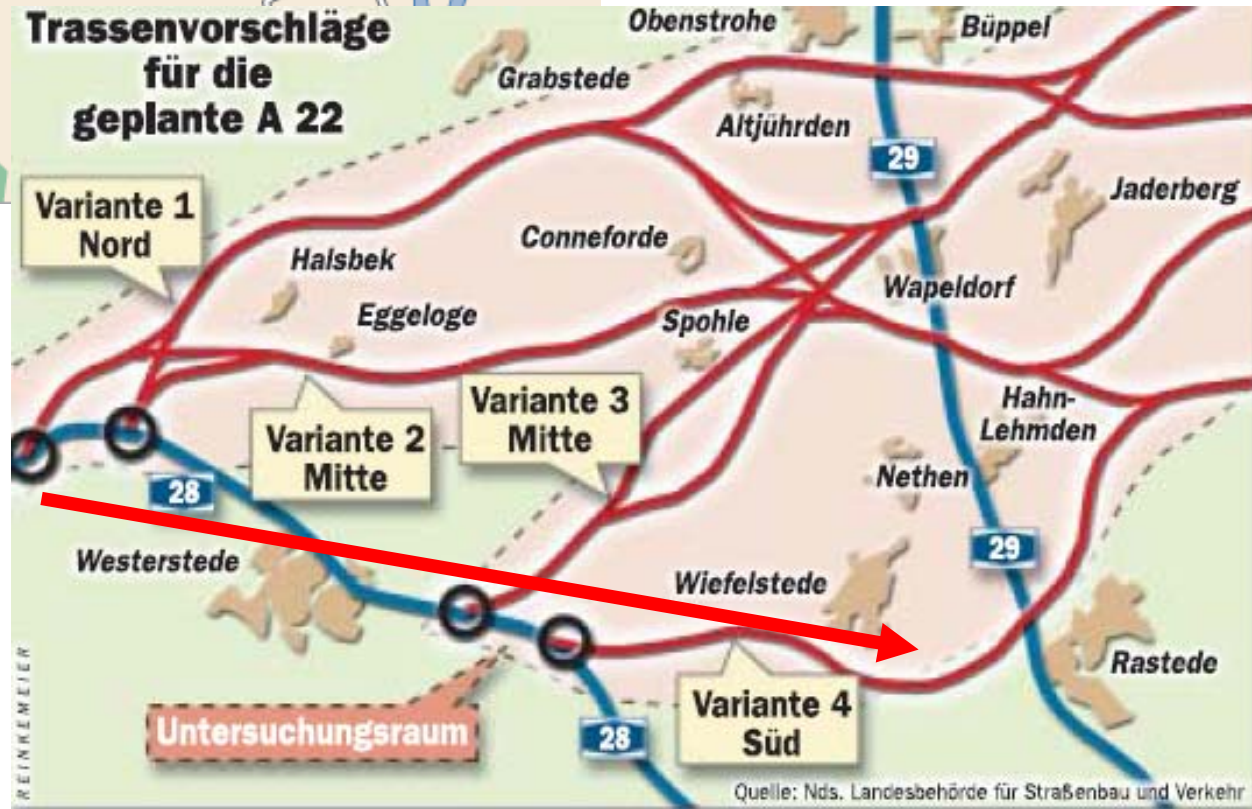 Trassenvorschläge
für die
geplante A 22
Obenstrohe
Büppel
Grabstede
Altjührden
29
Jaderberg
Variante 1
Nord
Halsbek
Conneforde
Wapeldorf
Eggeloge
Spohle
Variante 3
Mitte
Hahn-
Lehmden
Variante 2
Mitte
Nethen
28
29
Westerstede
Wiefelstede
Rastede
Variante 4
Süd
Untersuchungsraum
28
REINKEMEIER
Quelle: Nds. Landesbehörde für Straßenbau und Verkehr